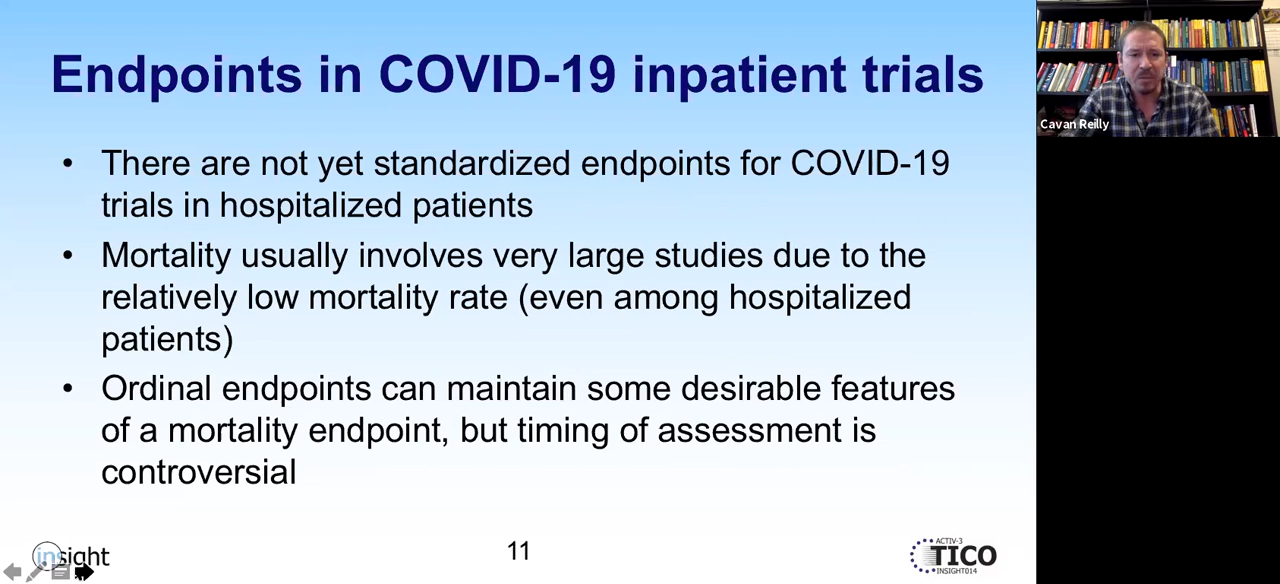 Endpoints in COVID-19 inpatient trials
Cavan Reilly
• There are not yet standardized endpoints for COVID-19
trials in hospitalized patients
• Mortality usually involves very large studies due to the
relatively low mortality rate (even among hospitalized
patients)
• Ordinal endpoints can maintain some desirable features
of a mortality endpoint, but timing of assessment is
controversial
insight
11
ACTIV-3
TICO
INSIGHT014